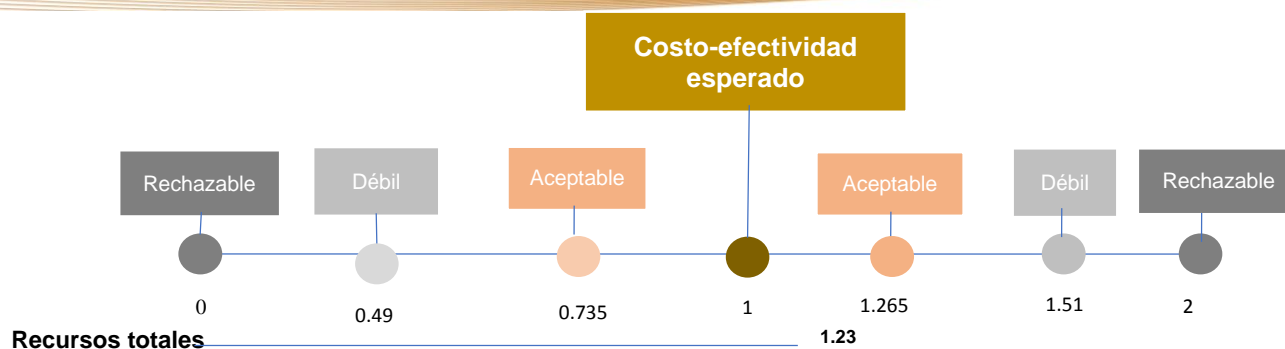 Costo-efectividad
esperado
Rechazable
Débil
Aceptable
Aceptable
Débil
Rechazable
0
0.49
0.735
1
1.265
1.51
2
Recursos totales
1.23